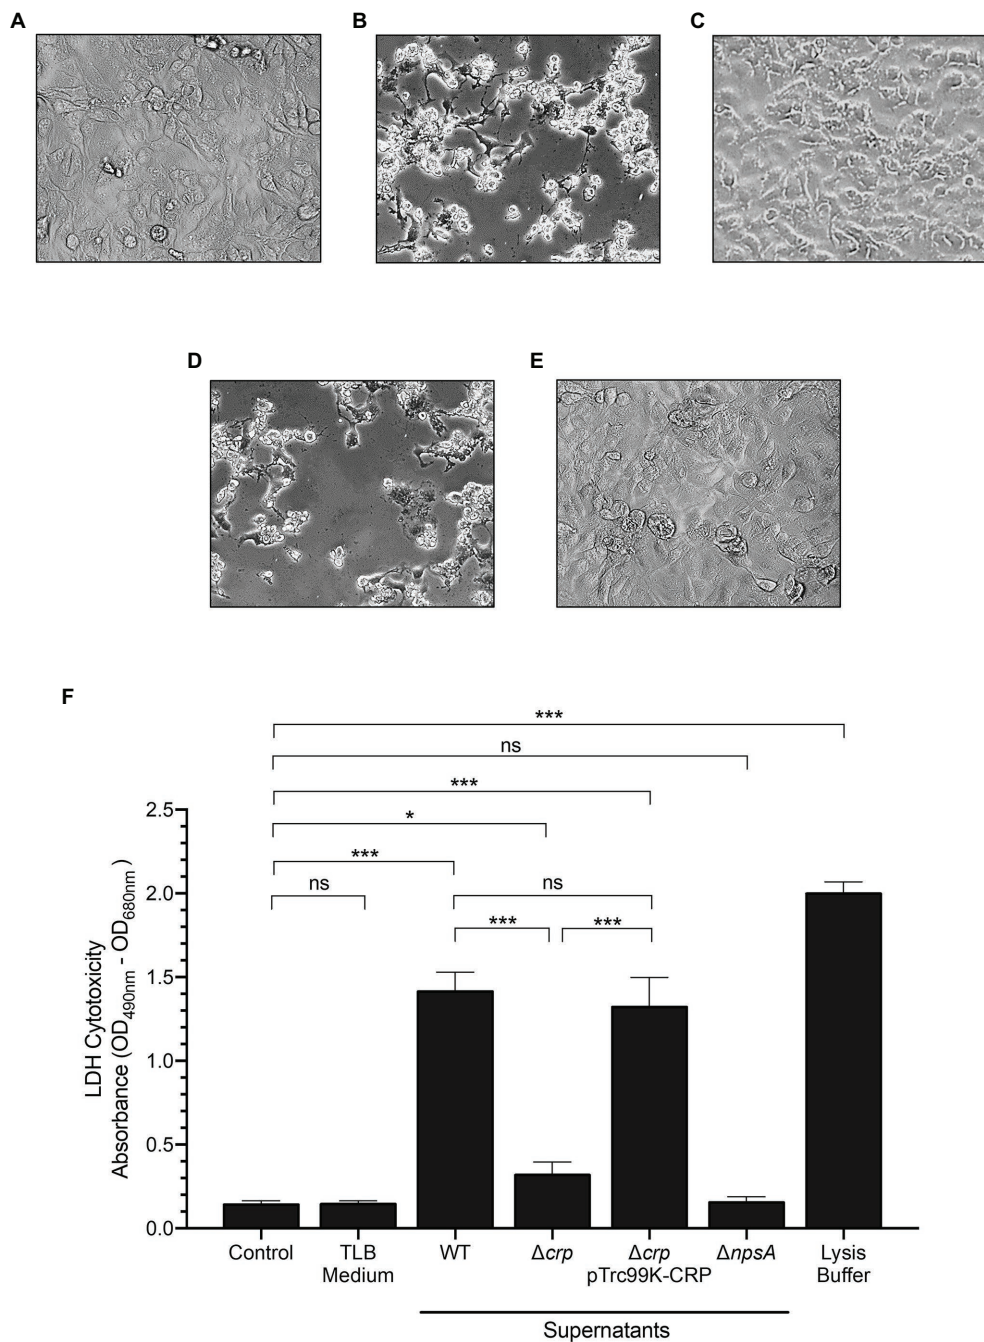 A
B
C
D
E
F
***
ns
***
*
***
ns
ns
***
***
2.5
2.0
1.5
1.0
0.5
0.0
LDH Cytotoxicity
Absorbance (OD490nm - OD680nm)
Control
TLB Medium
WT
Δcrp
Δcrp pTrc99K-CRP
ΔnpsA
Lysis Buffer
Supernatants